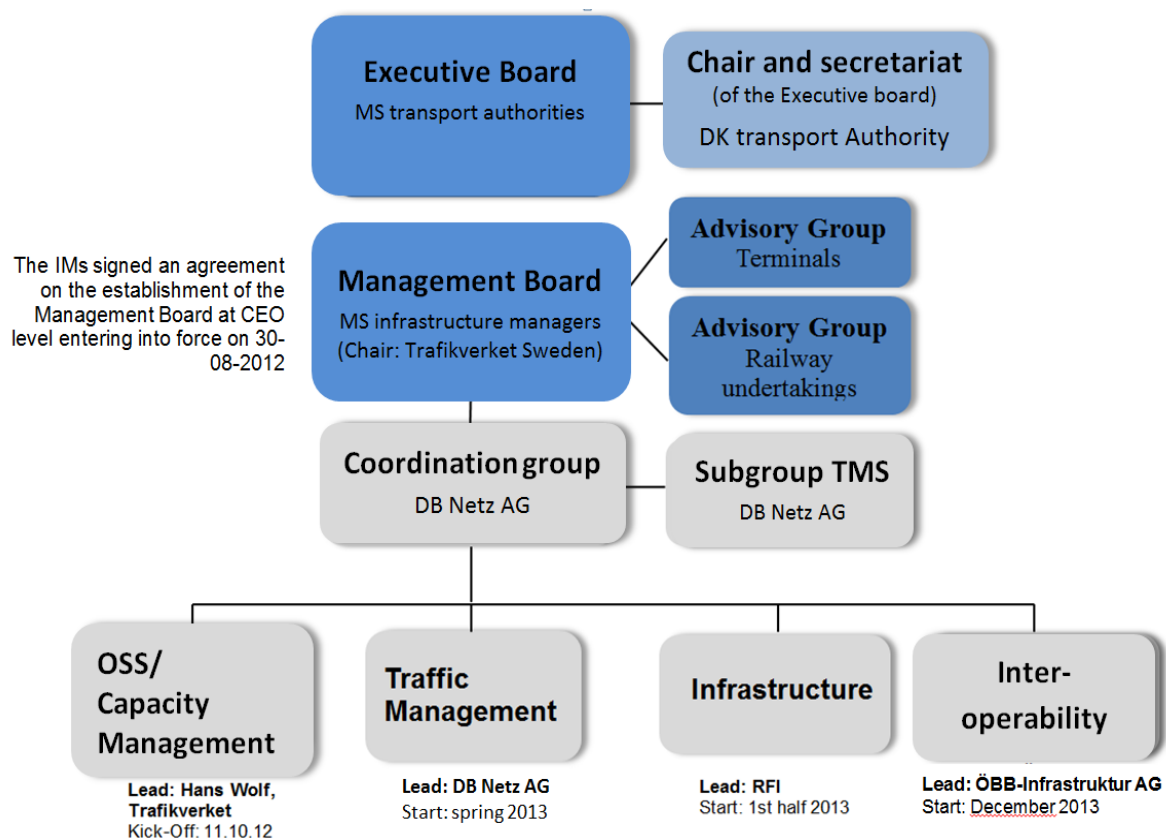 Executive Board
MS transport authorities
Chair and secretariat
(of the Executive board)
DK transport Authority
The IMs signed an agreement
on the establishment of the
Management Board at CEO
level entering into force on 30-
08-2012
Management Board
MS infrastructure managers
(Chair: Trafikverket Sweden)
Advisory Group
Terminals
Advisory Group
Railway
undertakings
Coordination group
DB Netz AG
Subgroup TMS
DB Netz AG
OSS/
Capacity
Management
Lead: Hans Wolf,
Trafikverket
Kick-Off: 11.10.12
Traffic
Management
Lead: DB Netz AG
Start: spring 2013
Infrastructure
Lead: RFI
Start: 1st half 2013
Inter-
operability
Lead: ÖBB-Infrastruktur AG
Start: December 2013